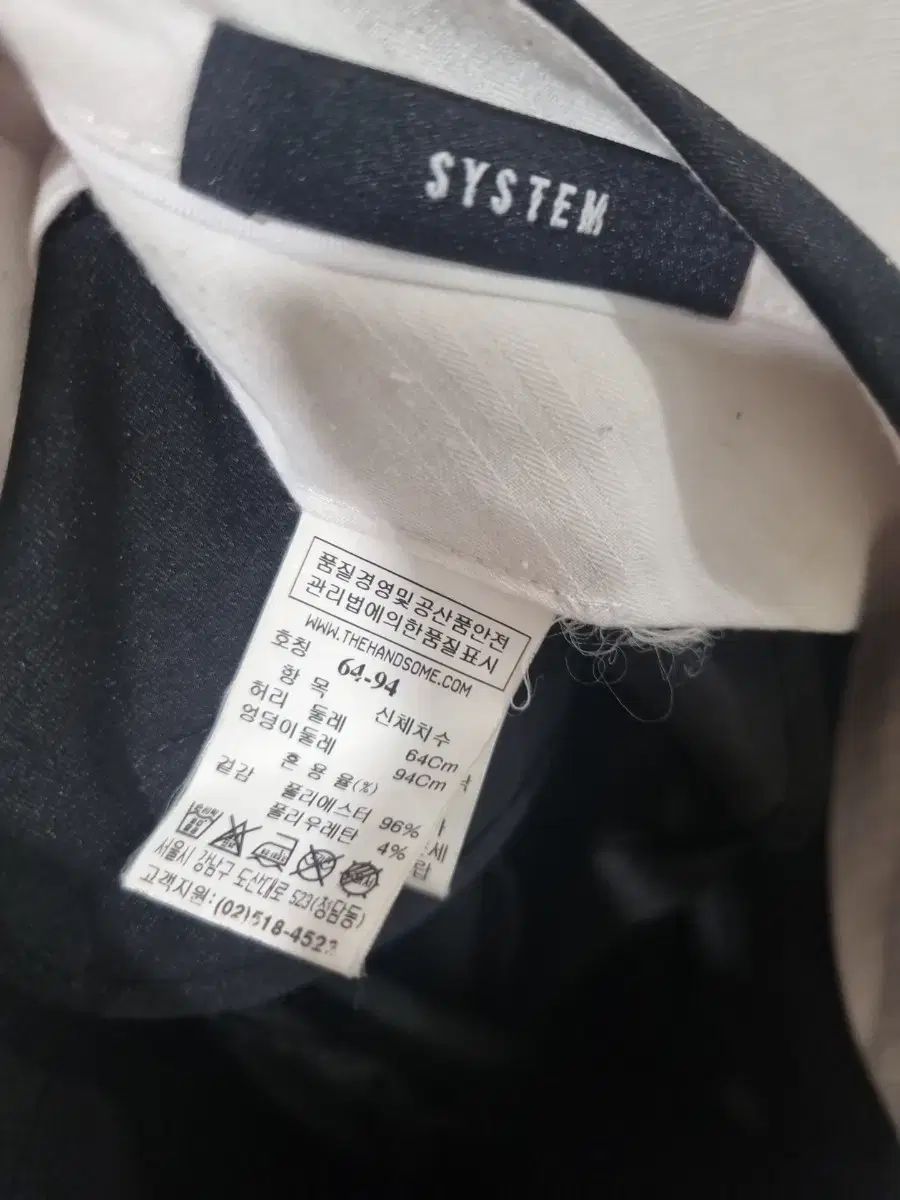 SYSTEM
품질경영및공산품안전
관리법에의한품질표시
WWW.THEHANDSOME.COM
호칭 64-94
항 목 신체치수
허리 둘레 64Cm
엉덩이둘레 94Cm
겉감 혼 용 율(%)
폴리에스터 96%
폴리우레탄 4%
서울시 강남구 도산대로 523(청담동)
고객지원:(02)518-452